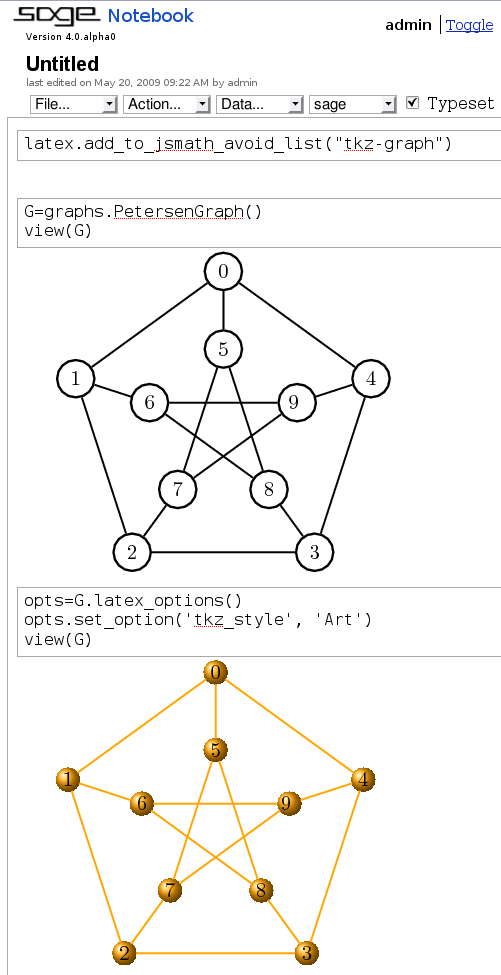 sage Notebook
admin Toggle
Version 4.0.alpha0
Untitled
last edited on May 20, 2009 09:22 AM by admin
File... Action... Data... sage Typeset
latex.add_to_jsmath_avoid_list("tkz-graph")
G=graphs.PetersenGraph()
view(G)
0
5
1 4
6 9
7 8
2 3
opts=G.latex_options()
opts.set_option('tkz_style', 'Art')
view(G)
0
5
1 4
6 9
7 8
2 3